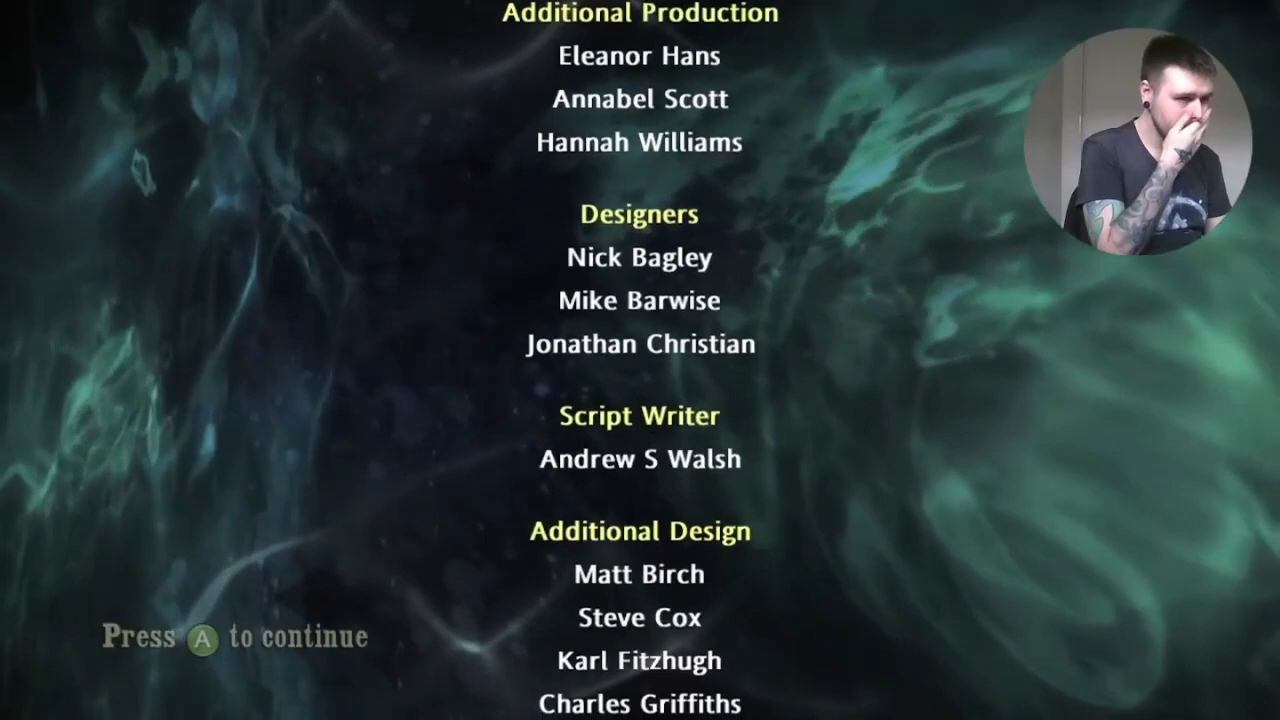 Additional Production
Eleanor Hans
Annabel Scott
Hannah Williams
Designers
Nick Bagley
Mike Barwise
Jonathan Christian
Script Writer
Andrew S Walsh
Additional Design
Matt Birch
Steve Cox
Karl Fitzhugh
Charles Griffiths
Press A to continue